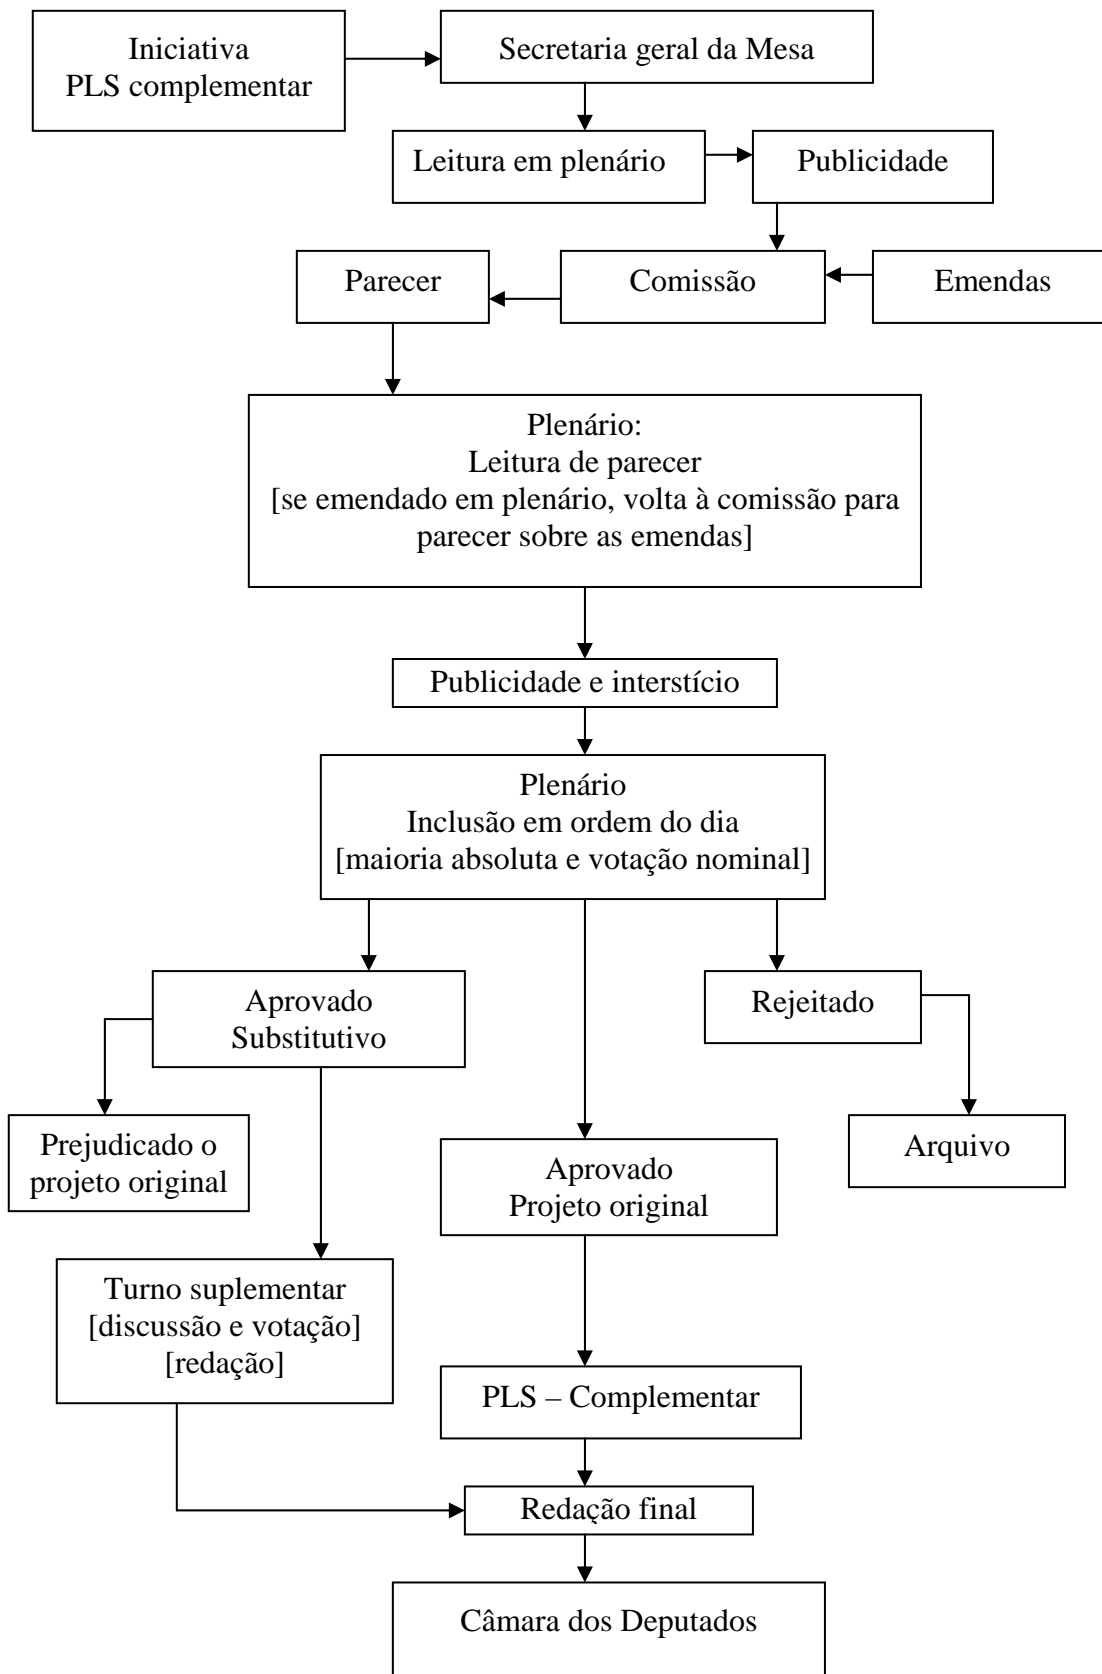 Iniciativa
PLS complementar
Secretaria geral da Mesa
Leitura em plenário
Publicidade
Parecer
Comissão
Emendas
Plenário:
Leitura de parecer
[se emendado em plenário, volta à comissão para
parecer sobre as emendas]
Publicidade e interstício
Plenário
Inclusão em ordem do dia
[maioria absoluta e votação nominal]
Aprovado
Substitutivo
Rejeitado
Prejudicado o
projeto original
Aprovado
Projeto original
Arquivo
Turno suplementar
[discussão e votação]
[redação]
PLS – Complementar
Redação final
Câmara dos Deputados